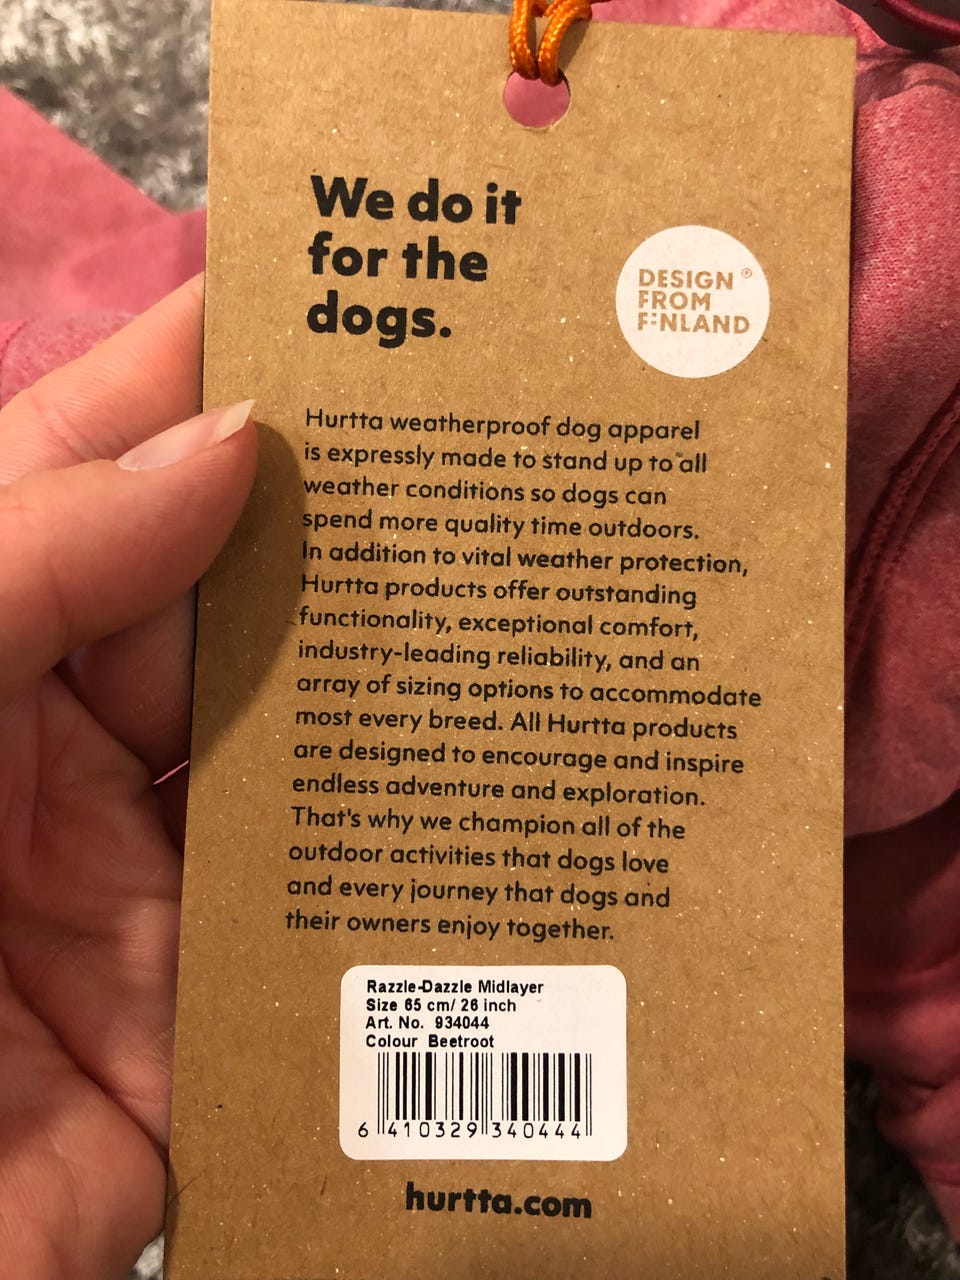 We do it
for the
dogs.
DESIGN ®
FROM
FINLAND
Hurtta weatherproof dog apparel
is expressly made to stand up to all
weather conditions so dogs can
spend more quality time outdoors.
In addition to vital weather protection,
Hurtta products offer outstanding
functionality, exceptional comfort,
industry-leading reliability, and an
array of sizing options to accommodate
most every breed. All Hurtta products
are designed to encourage and inspire
endless adventure and exploration.
That's why we champion all of the
outdoor activities that dogs love
and every journey that dogs and
their owners enjoy together.
Razzle-Dazzle Midlayer
Size 65 cm/ 26 inch
Art. No. 934044
Colour Beetroot
6 410329 340444
hurtta.com